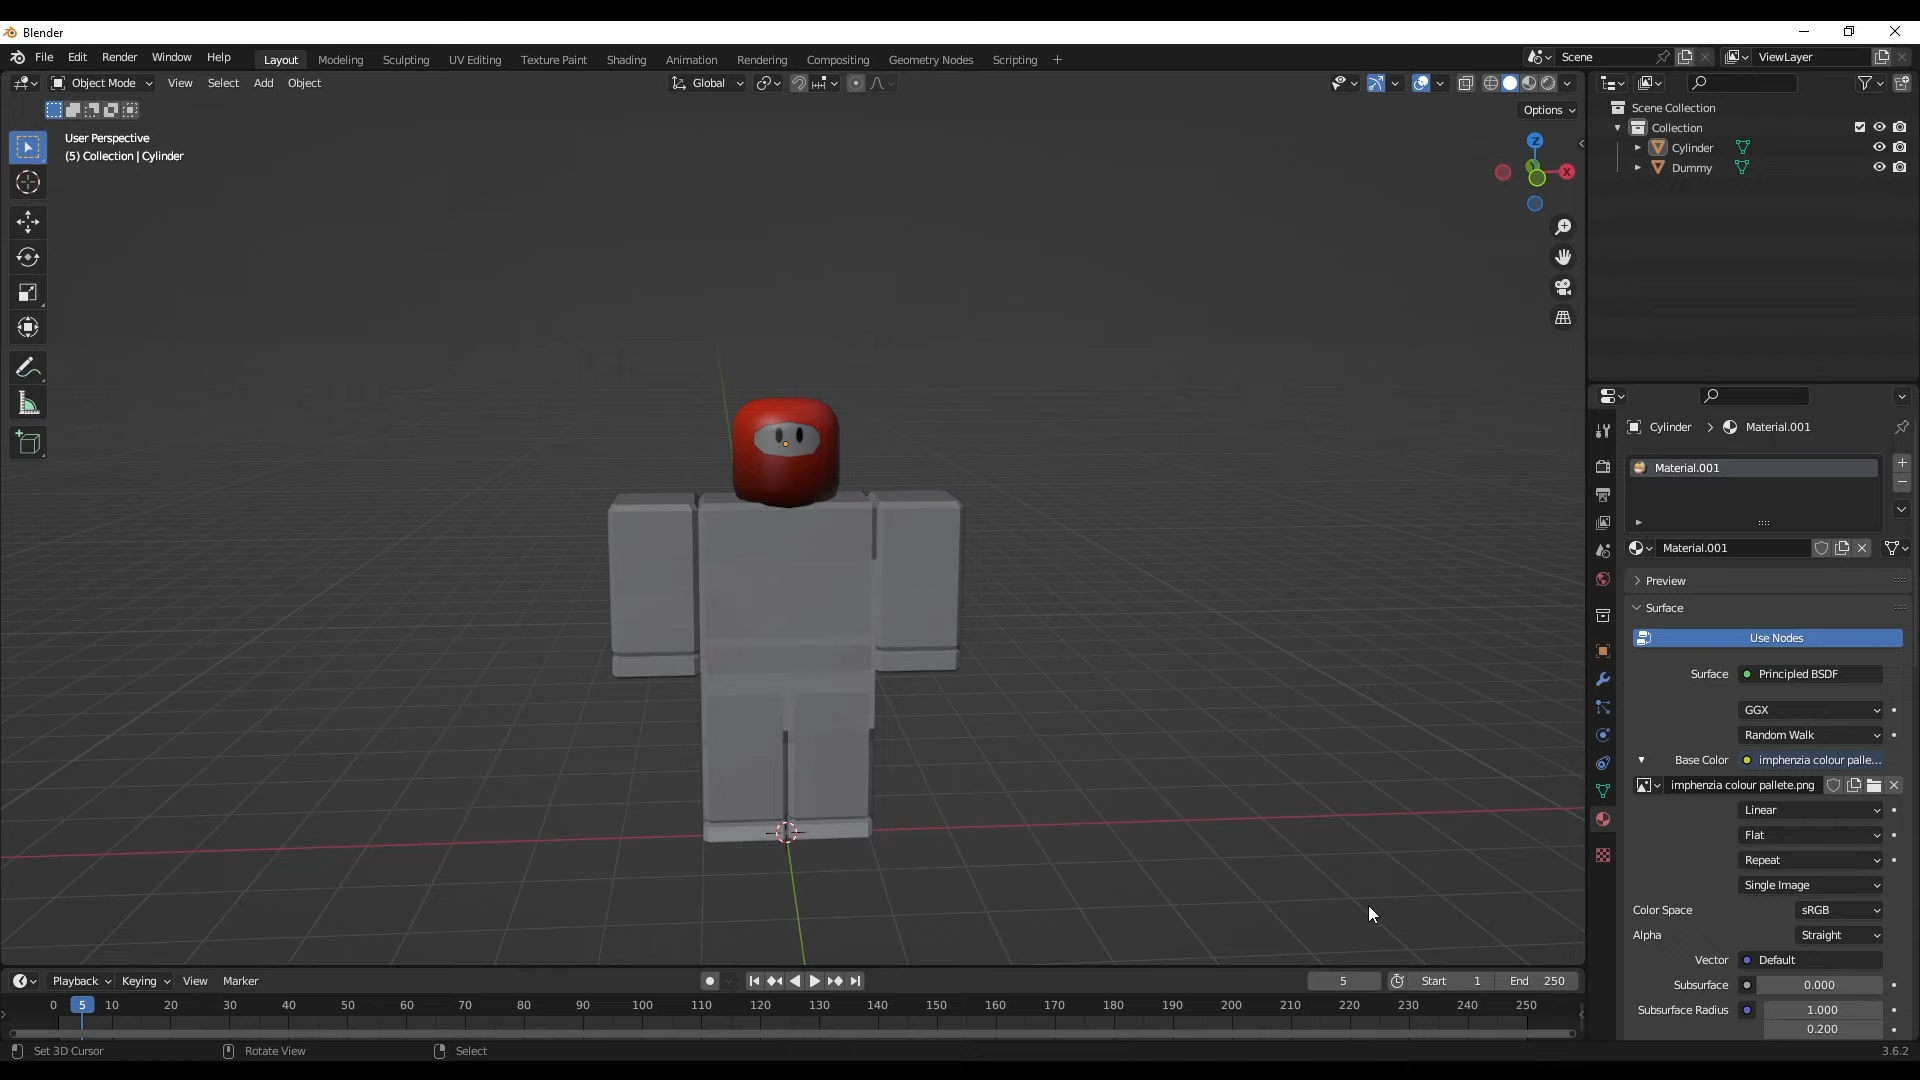 Blender
File Edit Render Window Help Layout Modeling Sculpting UV Editing Texture Paint Shading Animation Rendering Compositing Geometry Nodes Scripting + Scene ViewLayer
Object Mode View Select Add Object Global
Options
User Perspective
(5) Collection | Cylinder
Z
X
Scene Collection
Collection
Cylinder
Dummy
Cylinder > Material.001
Material.001
Material.001
Preview
Surface
Use Nodes
Surface Principled BSDF
GGX
Random Walk
Base Color imphenzia colour palle...
imphenzia colour pallete.png
Linear
Flat
Repeat
Single Image
Color Space sRGB
Alpha Straight
Vector Default
Subsurface 0.000
Subsurface Radius 1.000
0.200
Playback Keying View Marker 5 Start 1 End 250
0 5 10 20 30 40 50 60 70 80 90 100 110 120 130 140 150 160 170 180 190 200 210 220 230 240 250
Set 3D Cursor Rotate View Select 3.6.2